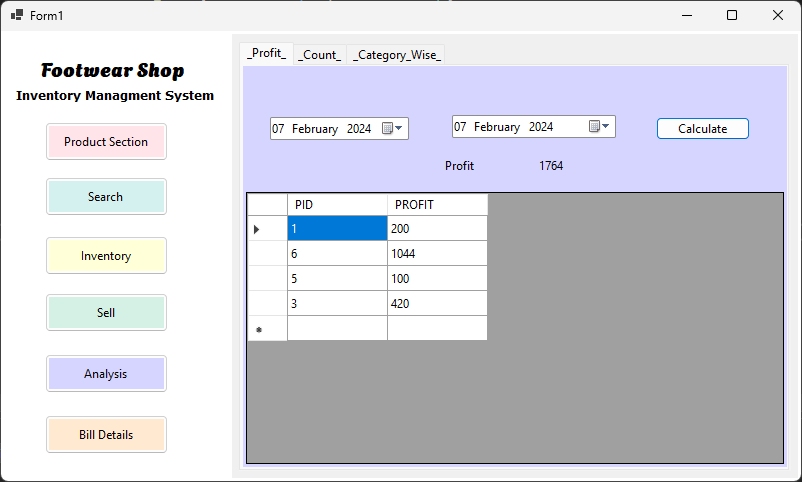 Form1
Footwear Shop
Inventory Managment System
Product Section
Search
Inventory
Sell
Analysis
Bill Details
_Profit_ _Count_ _Category_Wise_
07 February 2024 07 February 2024 Calculate
Profit 1764
PID PROFIT
1 200
6 1044
5 100
3 420